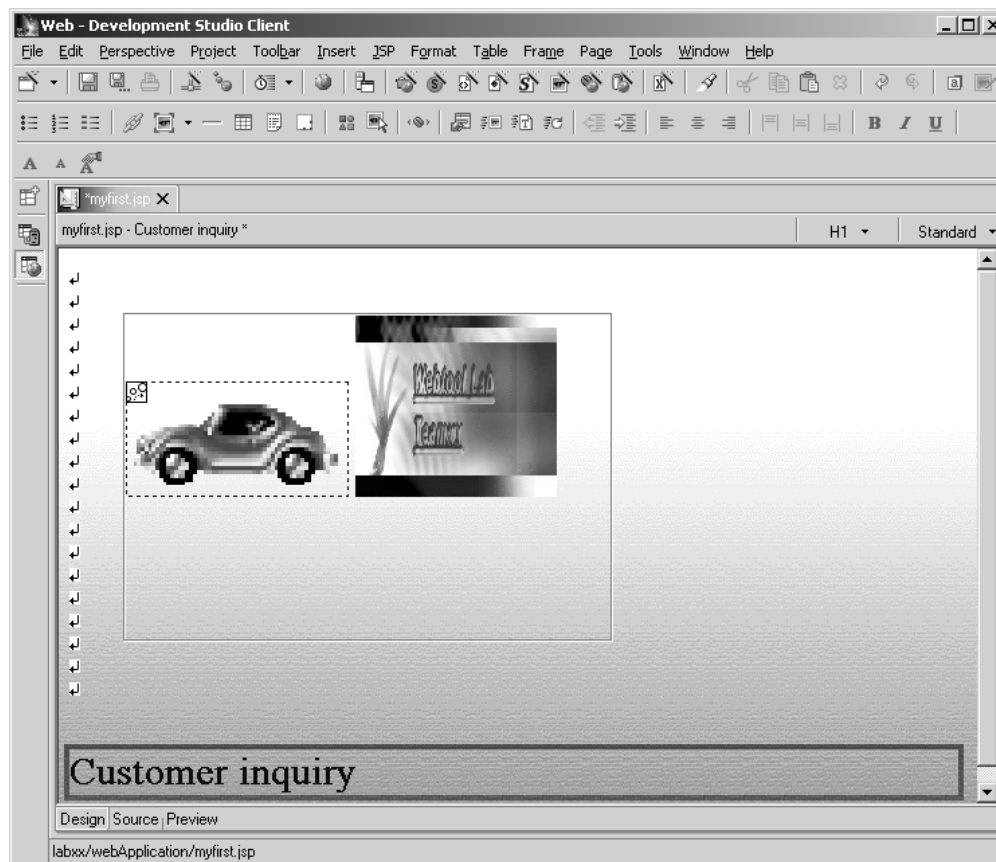 Web - Development Studio Client
File Edit Perspective Project Toolbar Insert JSP Format Table Frame Page Tools Window Help
B I U
A A A
*myfirst.jsp
myfirst.jsp - Customer inquiry *
H1
Standard
Webtool Lab
Teamxx
Customer inquiry
Design Source Preview
labxx/webApplication/myfirst.jsp